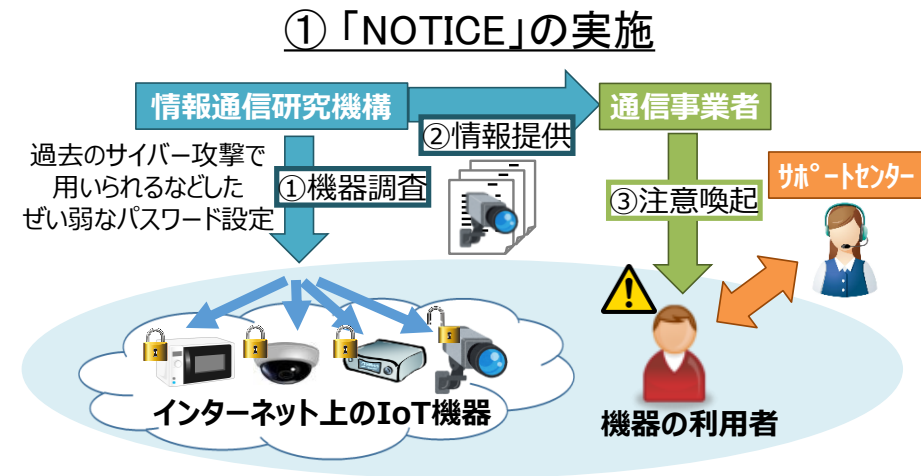 ①「NOTICE」の実施
情報通信研究機構
通信事業者
②情報提供
過去のサイバー攻撃で
用いられるなどした
ぜい弱なパスワード設定
①機器調査
③注意喚起
ｻﾎﾟｰﾄｾﾝﾀｰ
インターネット上のIoT機器
機器の利用者